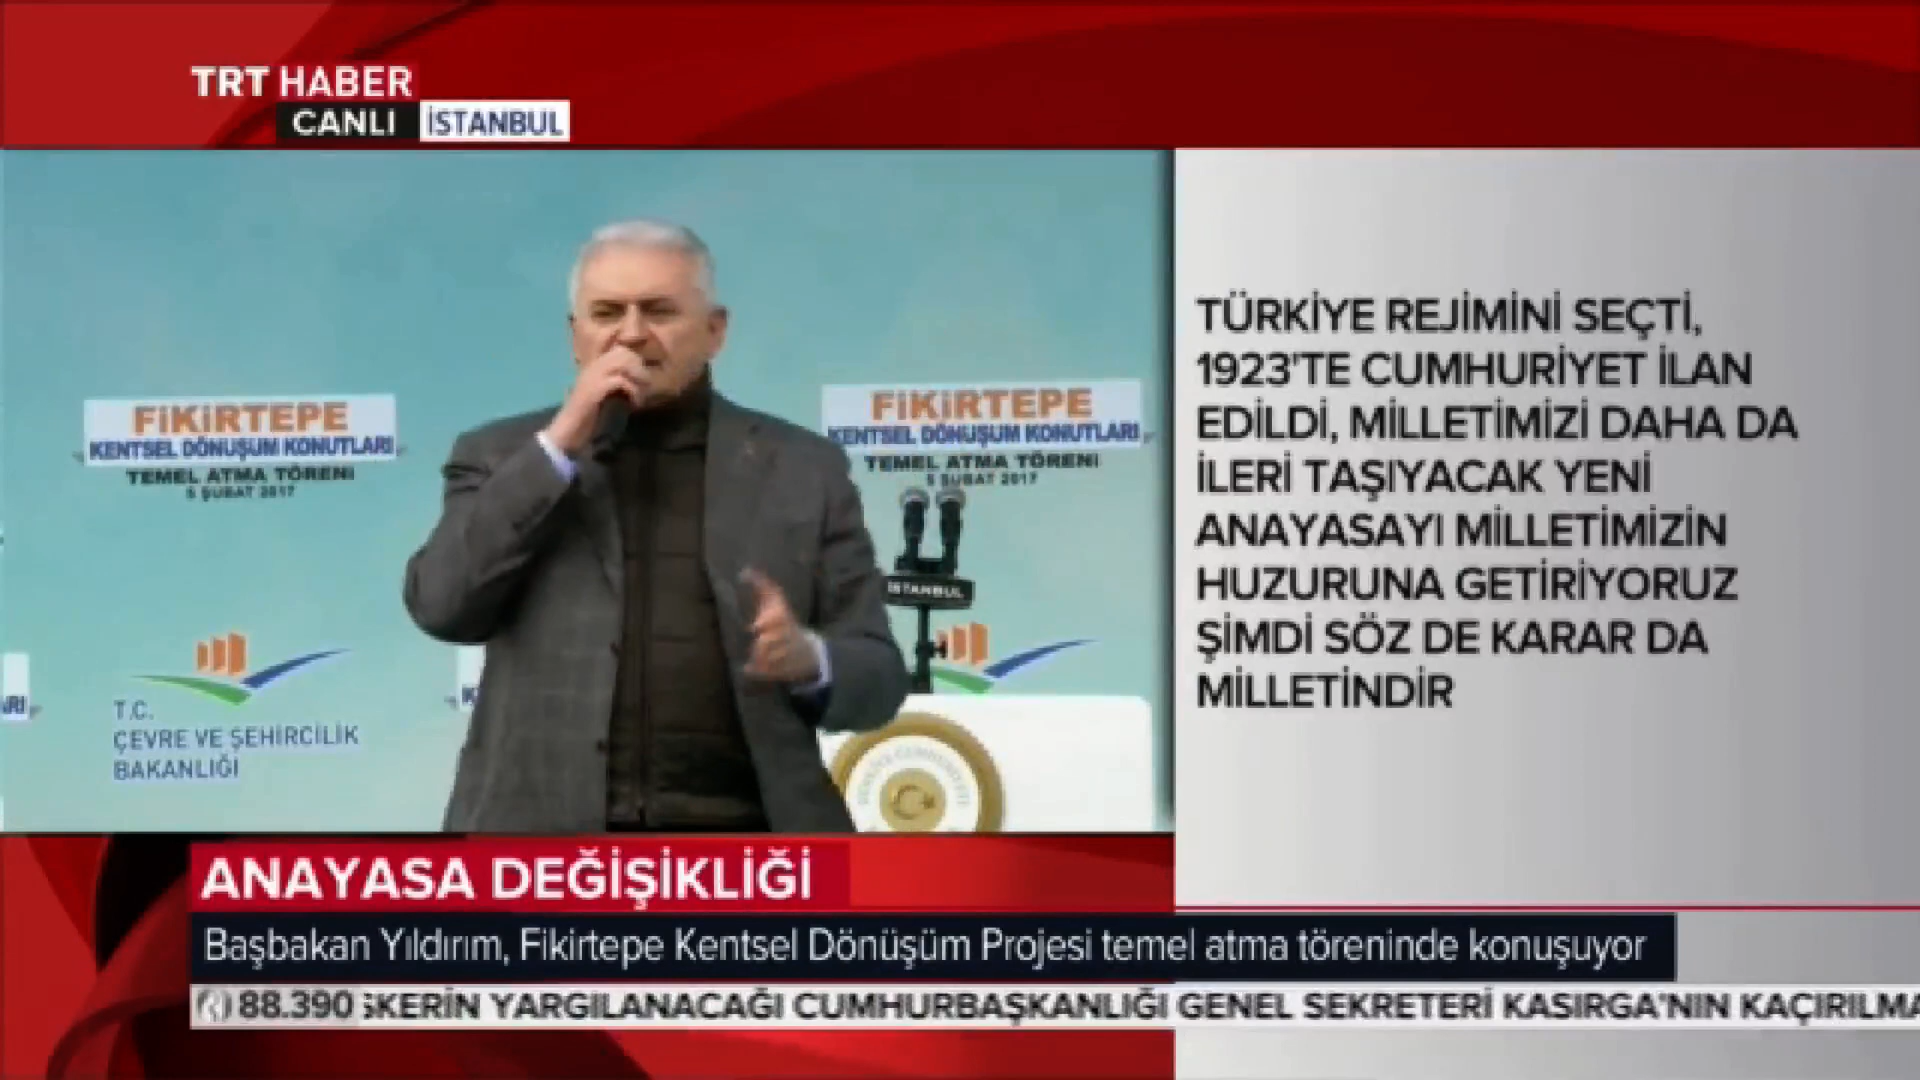 TRT HABER
CANLI İSTANBUL
TÜRKİYE REJİMİNİ SEÇTİ,
1923'TE CUMHURİYET İLAN
EDİLDİ, MİLLETİMİZİ DAHA DA
İLERİ TAŞIYACAK YENİ
ANAYASAYI MİLLETİMİZİN
HUZURUNA GETİRİYORUZ
ŞİMDİ SÖZ DE KARAR DA
MİLLETİNDİR
FİKİRTEPE
KENTSEL DÖNÜŞÜM KONUTLARI
TEMEL ATMA TÖRENİ
5 ŞUBAT 2017
FİKİRTEPE
KENTSEL DÖNÜŞÜM KONUTLARI
TEMEL ATMA TÖRENİ
5 ŞUBAT 2017
İSTANBUL
T.C.
ÇEVRE VE ŞEHİRCİLİK
BAKANLIĞI
ANAYASA DEĞİŞİKLİĞİ
Başbakan Yıldırım, Fikirtepe Kentsel Dönüşüm Projesi temel atma töreninde konuşuyor
88.390 SKERİN YARGILANACAĞI CUMHURBAŞKANLIĞI GENEL SEKRETERİ KASIRGA'NIN KAÇIRILMA